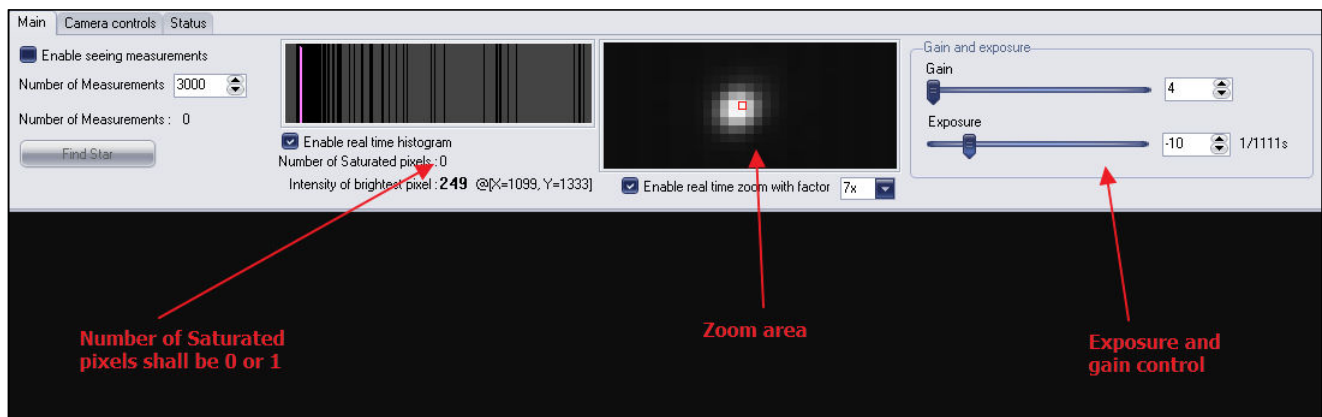 Main Camera controls Status
Enable seeing measurements
Number of Measurements 3000
Number of Measurements : 0
Find Star
Enable real time histogram
Number of Saturated pixels : 0
Intensity of brightest pixel : 249 @[X=1099, Y=1333]
Enable real time zoom with factor 7x
Gain and exposure
Gain
4
Exposure
-10 1/1111s
Number of Saturated
pixels shall be 0 or 1
Zoom area
Exposure and
gain control